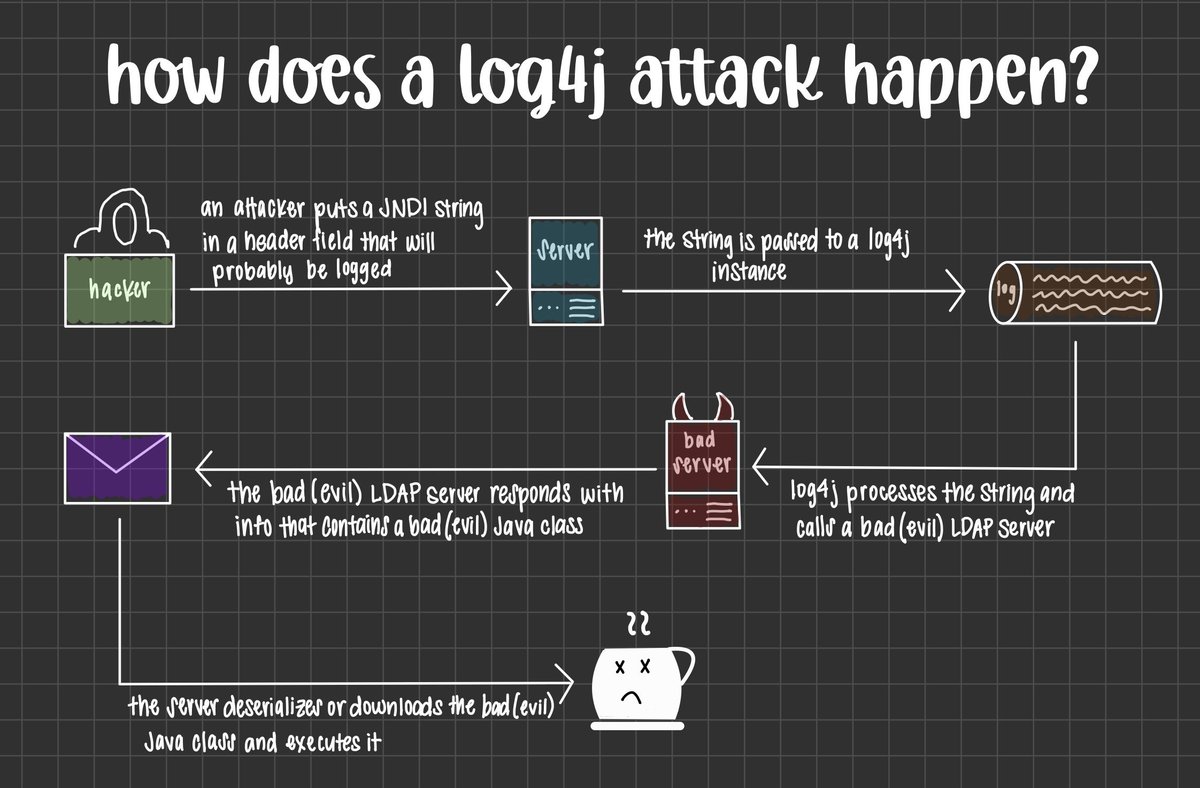 how does a log4j attack happen?
an attacker puts a JNDI string
in a header field that will
probably be logged
hacker
server
the string is passed to a log4j
instance
log
bad
server
the bad (evil) LDAP server responds with
info that contains a bad (evil) Java class
log4j processes the string and
calls a bad (evil) LDAP server
the server deserializes or downloads the bad (evil)
Java class and executes it